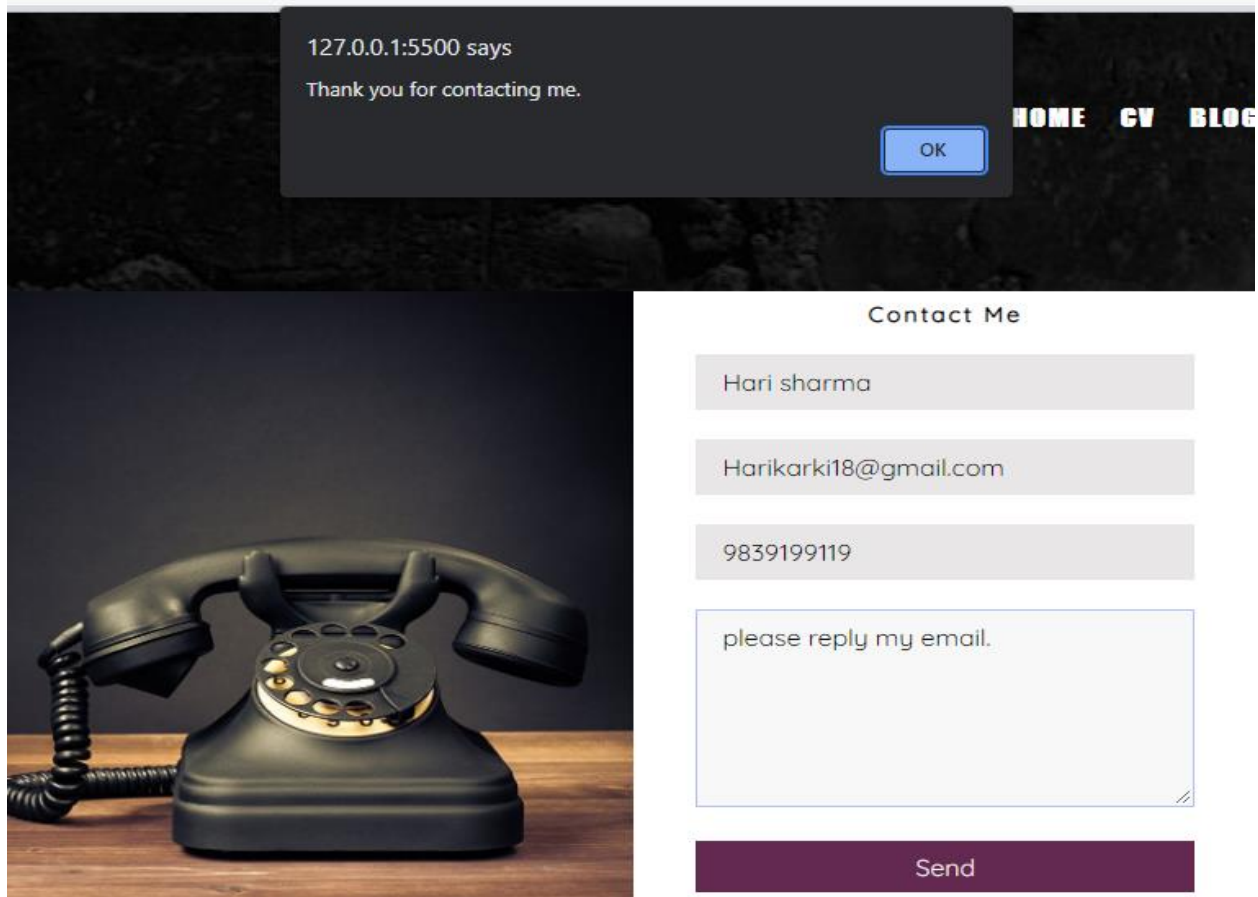 127.0.0.1:5500 says
Thank you for contacting me.
OK
HOME CV BLOG
Contact Me
Hari sharma
Harikarki18@gmail.com
9839199119
please reply my email.
Send